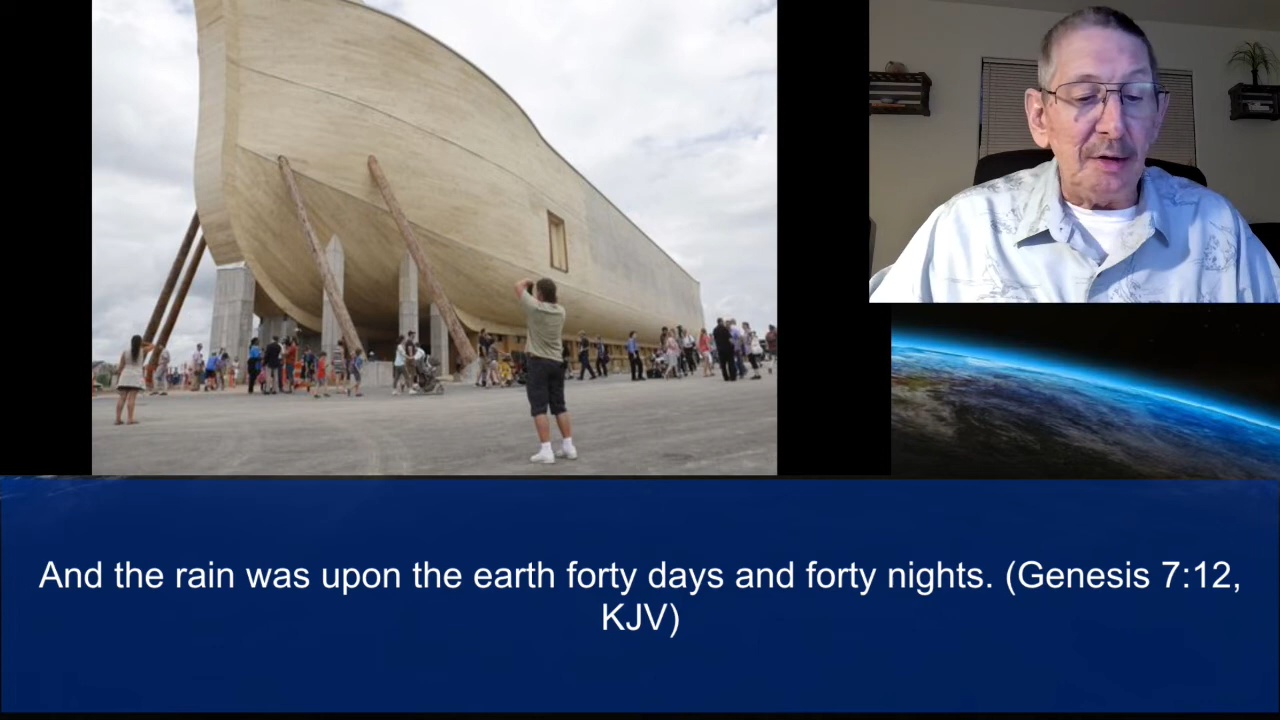 And the rain was upon the earth forty days and forty nights. (Genesis 7:12,
KJV)